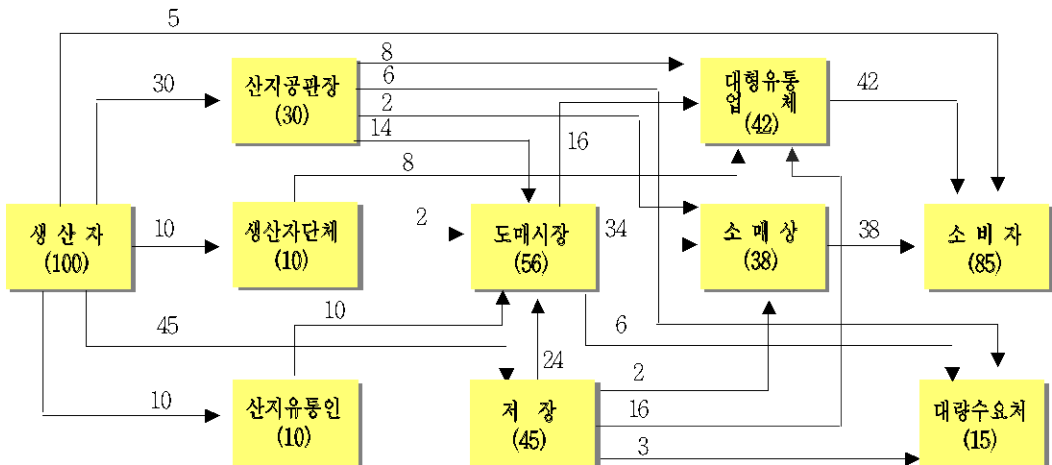 5
8
30
산지공판장
(30)
6
2
14
대형유통
업 체
(42)
42
16
8
생 산 자
(100)
10
생산자단체
(10)
2
도매시장
(56)
34
소 매 상
(38)
38
소 비 자
(85)
10
45
6
24
2
10
산지유통인
(10)
저 장
(45)
16
3
대량수요처
(15)